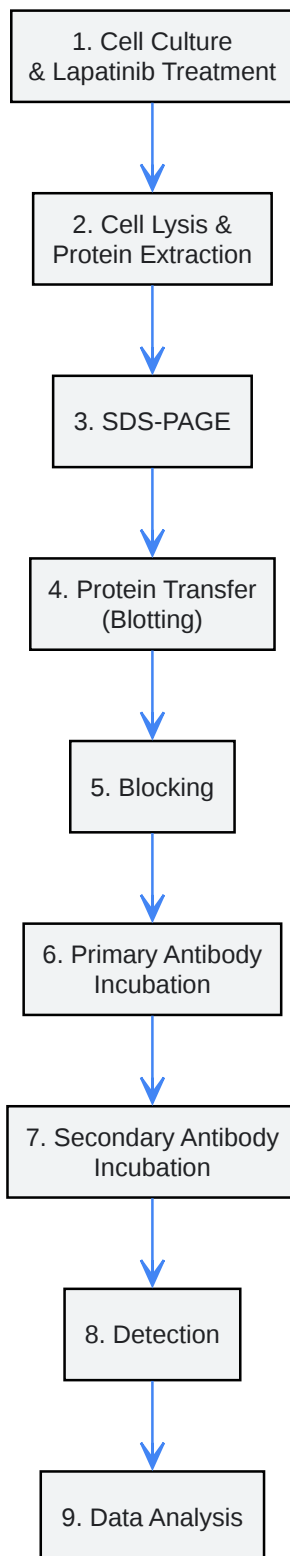 1. Cell Culture
& Lapatinib Treatment
2. Cell Lysis &
Protein Extraction
3. SDS-PAGE
4. Protein Transfer
(Blotting)
5. Blocking
6. Primary Antibody
Incubation
7. Secondary Antibody
Incubation
8. Detection
9. Data Analysis